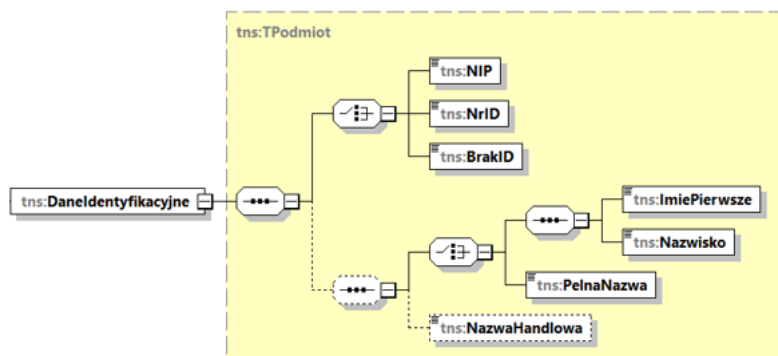 tns:TPodmiot
tns:NIP
tns:NrID
tns:BrakID
tns:DaneIdentyfikacyjne
tns:ImiePierwsze
tns:Nazwisko
tns:PelnaNazwa
tns:NazwaHandlowa